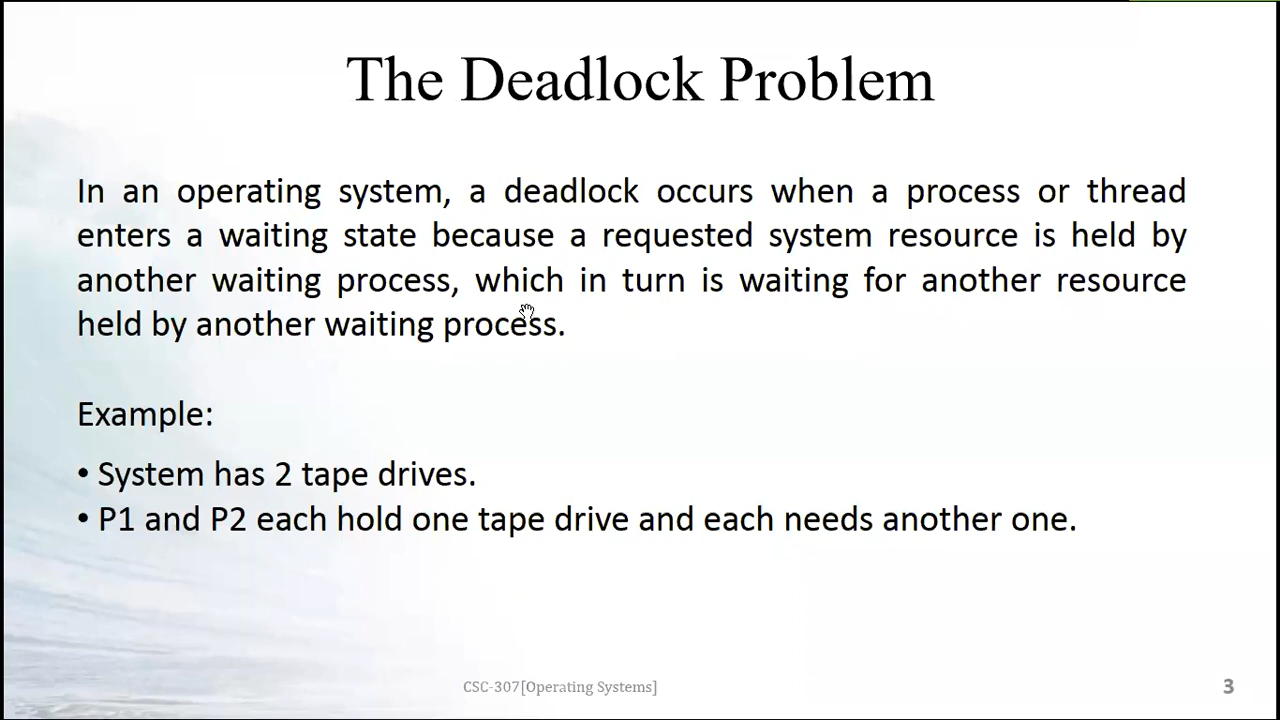 The Deadlock Problem
In an operating system, a deadlock occurs when a process or thread
enters a waiting state because a requested system resource is held by
another waiting process, which in turn is waiting for another resource
held by another waiting process.
Example:
• System has 2 tape drives.
• P1 and P2 each hold one tape drive and each needs another one.
CSC-307[Operating Systems]
3